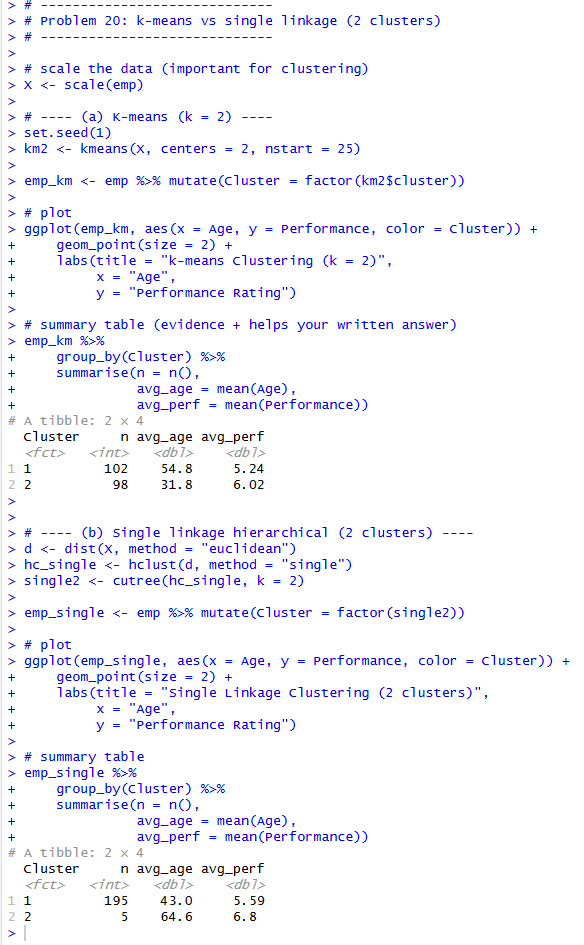 > # -----------------------------
> # Problem 20: k-means vs single linkage (2 clusters)
> # -----------------------------
>
> # scale the data (important for clustering)
> X <- scale(emp)
>
> # ---- (a) K-means (k = 2) ----
> set.seed(1)
> km2 <- kmeans(X, centers = 2, nstart = 25)
>
> emp_km <- emp %>% mutate(Cluster = factor(km2$cluster))
>
> # plot
> ggplot(emp_km, aes(x = Age, y = Performance, color = Cluster)) +
+     geom_point(size = 2) +
+     labs(title = "k-means Clustering (k = 2)",
+          x = "Age",
+          y = "Performance Rating")
>
> # summary table (evidence + helps your written answer)
> emp_km %>%
+     group_by(Cluster) %>%
+     summarise(n = n(),
+               avg_age = mean(Age),
+               avg_perf = mean(Performance))
# A tibble: 2 × 4
  Cluster     n avg_age avg_perf
  <fct>   <int>   <dbl>    <dbl>
1 1         102    54.8     5.24
2 2          98    31.8     6.02
>
>
> # ---- (b) Single linkage hierarchical (2 clusters) ----
> d <- dist(X, method = "euclidean")
> hc_single <- hclust(d, method = "single")
> single2 <- cutree(hc_single, k = 2)
>
> emp_single <- emp %>% mutate(Cluster = factor(single2))
>
> # plot
> ggplot(emp_single, aes(x = Age, y = Performance, color = Cluster)) +
+     geom_point(size = 2) +
+     labs(title = "Single Linkage Clustering (2 clusters)",
+          x = "Age",
+          y = "Performance Rating")
>
> # summary table
> emp_single %>%
+     group_by(Cluster) %>%
+     summarise(n = n(),
+               avg_age = mean(Age),
+               avg_perf = mean(Performance))
# A tibble: 2 × 4
  Cluster     n avg_age avg_perf
  <fct>   <int>   <dbl>    <dbl>
1 1         195    43.0     5.59
2 2           5    64.6     6.8
>